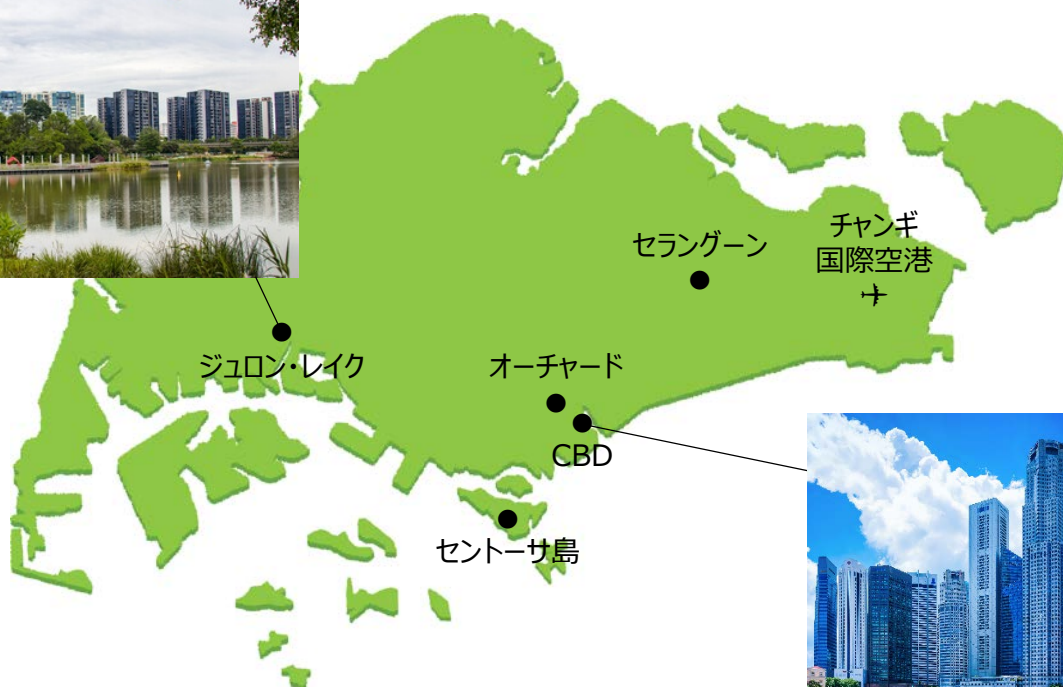 チャンギ
国際空港
セラングーン
ジュロン・レイク
オーチャード
CBD
セントーサ島